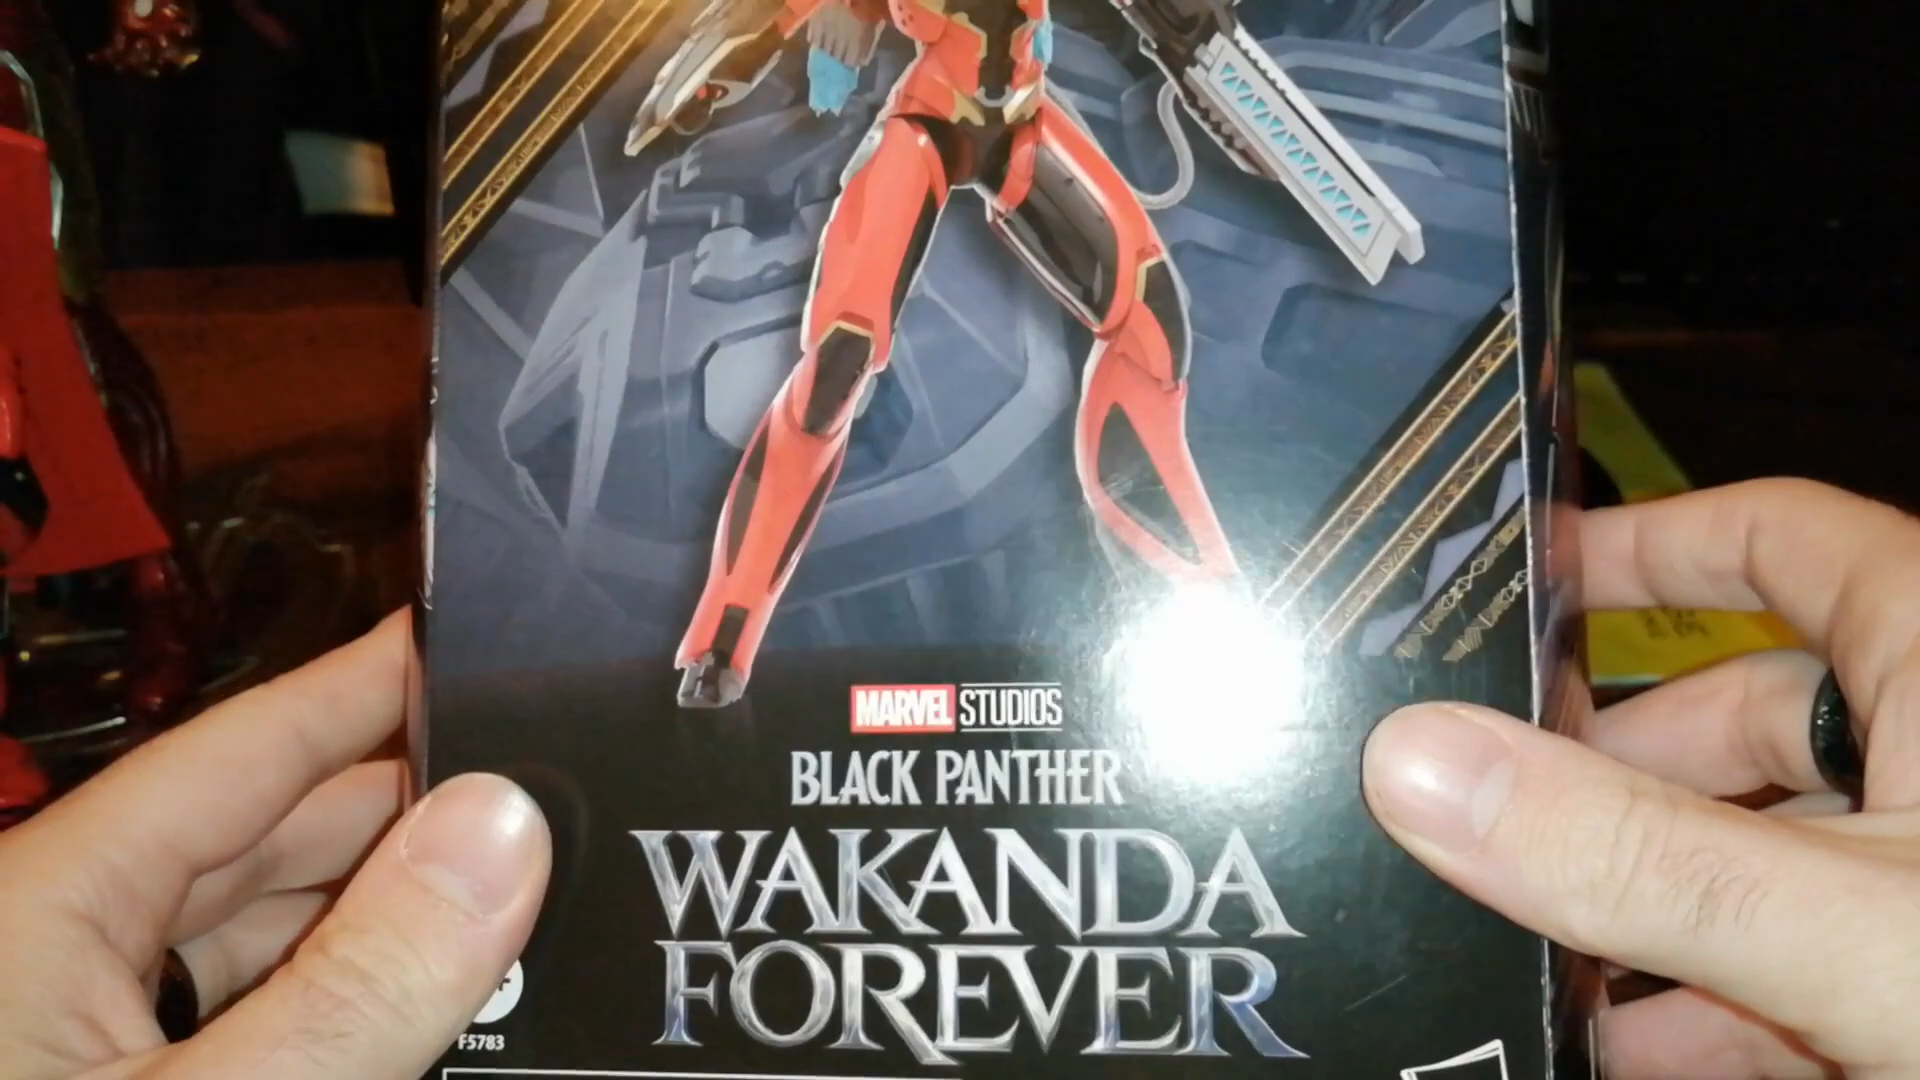 MARVEL STUDIOS
BLACK PANTHER
WAKANDA
FOREVER
+
F5783